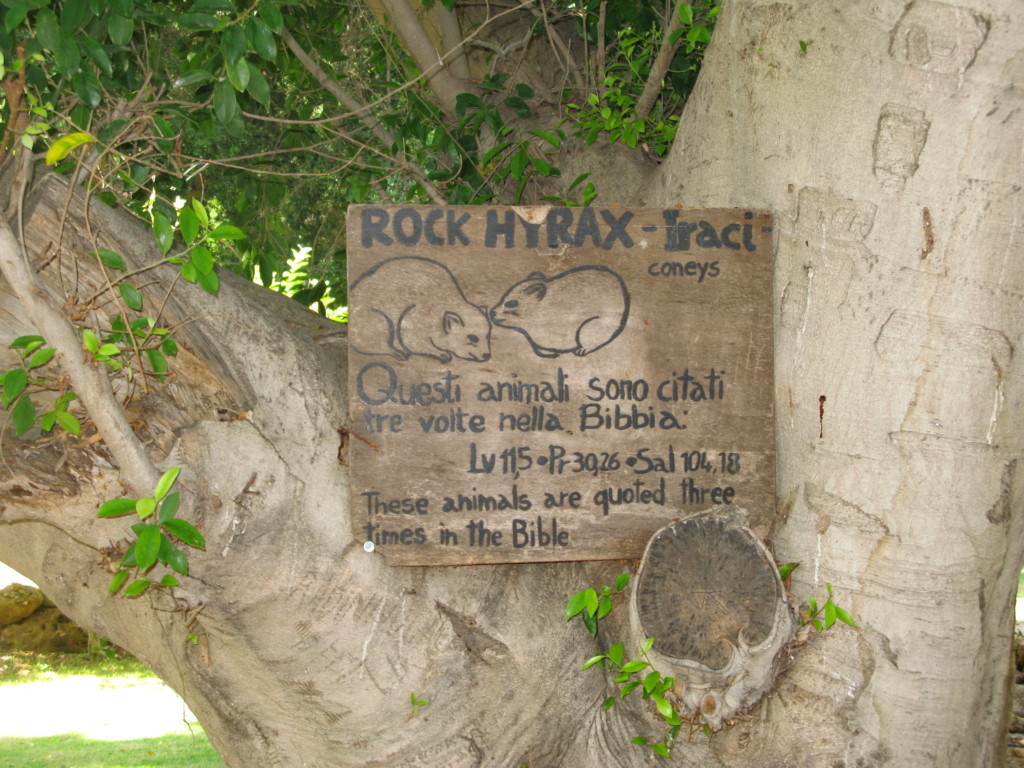 ROCK HYRAX - Iraci -
coneys
Questi animali sono citati
tre volte nella Bibbia:
Lv 11,5 • Pr 30,26 • Sal 104,18
These animals are quoted three
times in the Bible